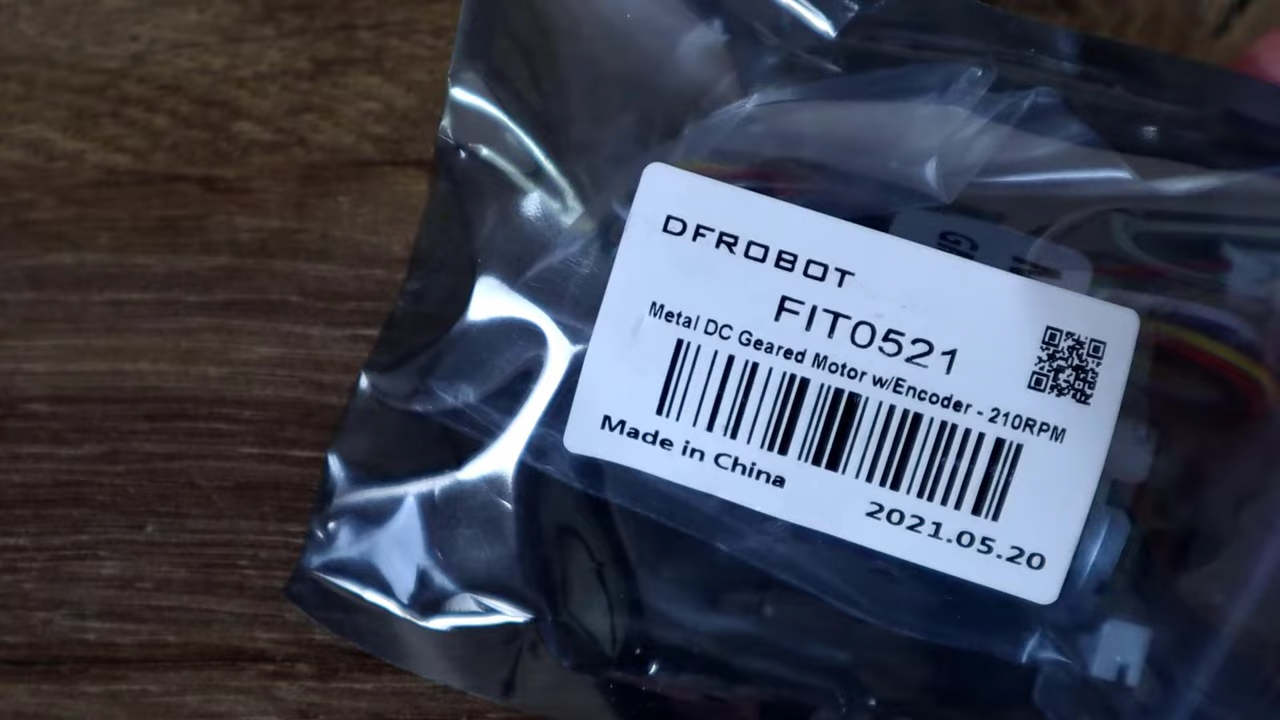 DFROBOT
FIT0521
Metal DC Geared Motor w/Encoder - 210RPM
Made in China
2021.05.20